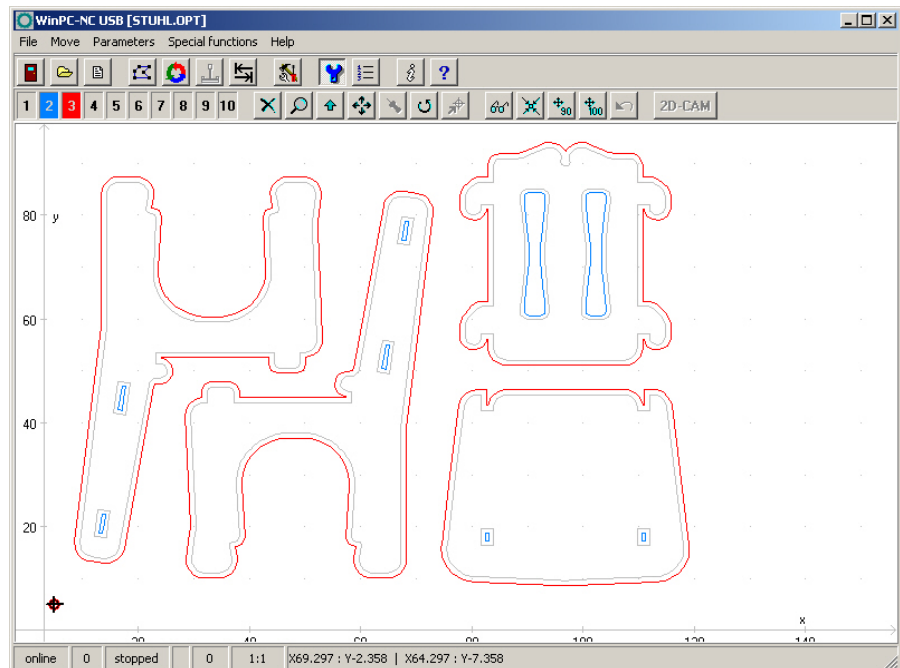 WinPC-NC USB [STUHL.OPT]
File Move Parameters Special functions Help
?
1 2 3 4 5 6 7 8 9 10 90 100 2D-CAM
80 y
60
40
20
x
20 40 60 80 100 120 140
online 0 stopped 0 1:1 X69.297 : Y-2.358 | X64.297 : Y-7.358